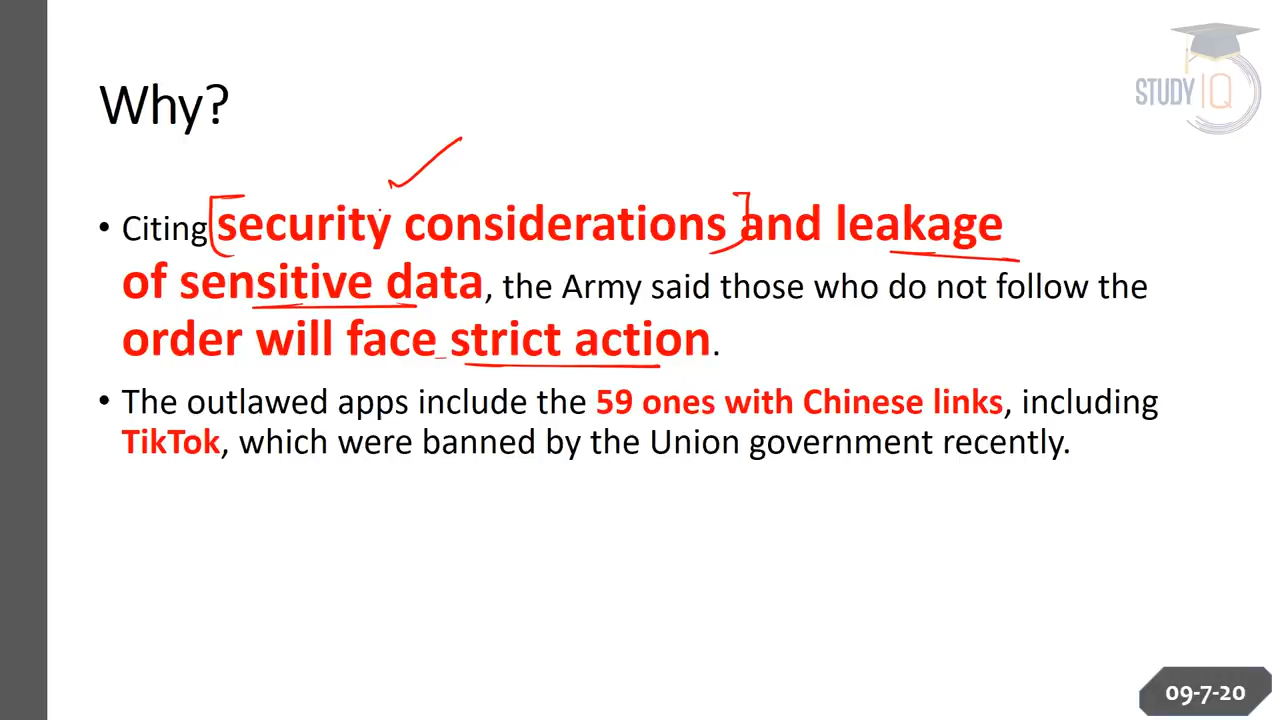 STUDY IQ
Why?
• Citing security considerations and leakage
of sensitive data, the Army said those who do not follow the
order will face strict action.
• The outlawed apps include the 59 ones with Chinese links, including
TikTok, which were banned by the Union government recently.
09-7-20